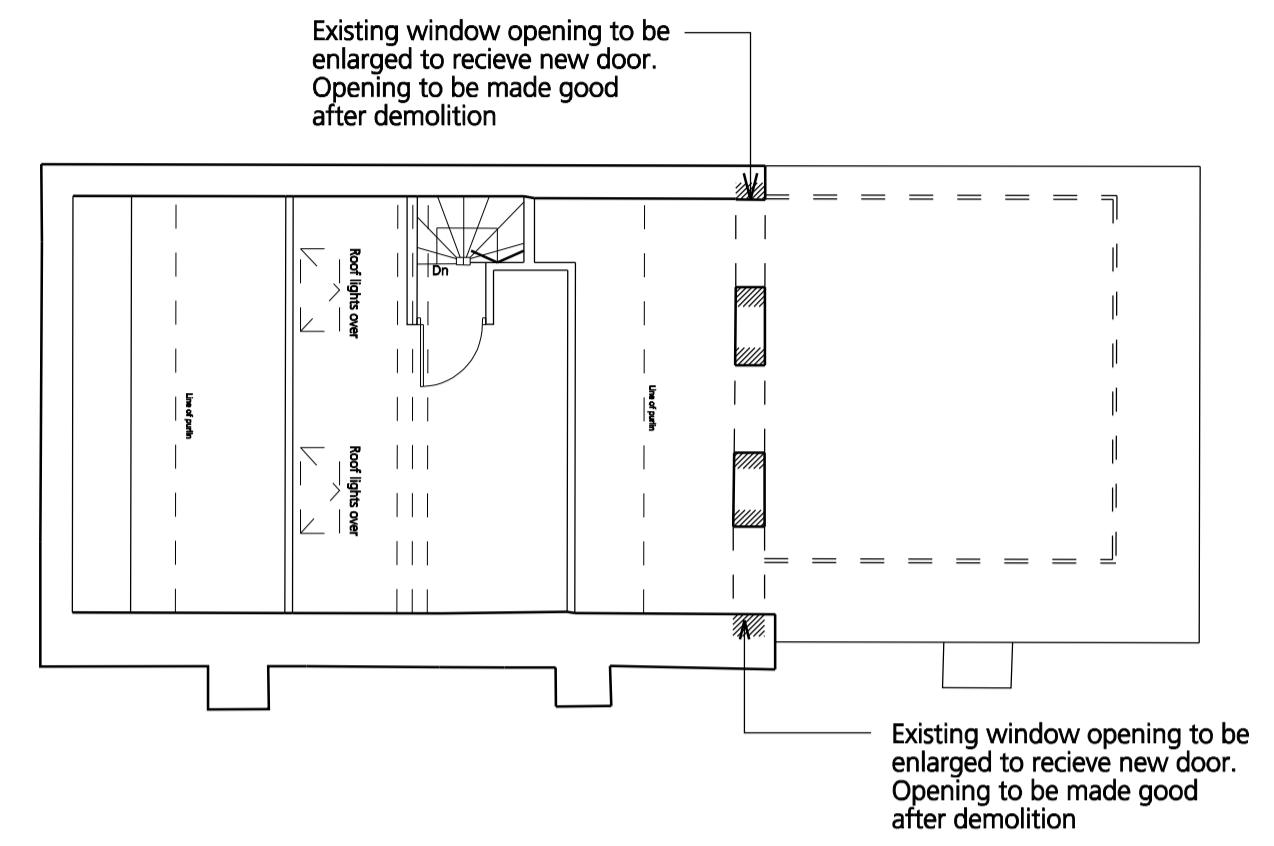 Existing window opening to be
enlarged to recieve new door.
Opening to be made good
after demolition
Roof lights over
Dn
Line of purlin
Line of purlin
Roof lights over
Existing window opening to be
enlarged to recieve new door.
Opening to be made good
after demolition